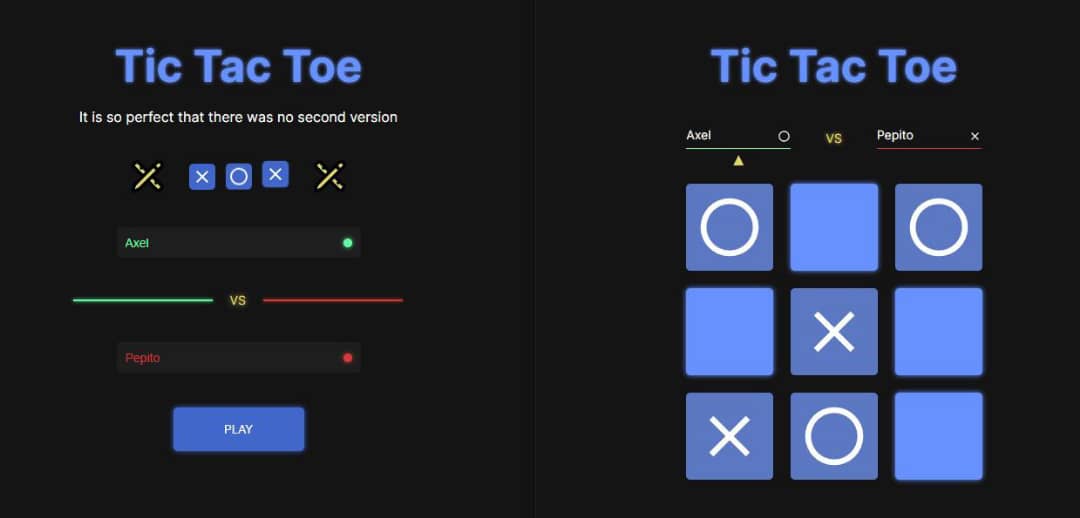 Tic Tac Toe
It is so perfect that there was no second version
Axel
VS
Pepito
PLAY
Tic Tac Toe
Axel
VS
Pepito